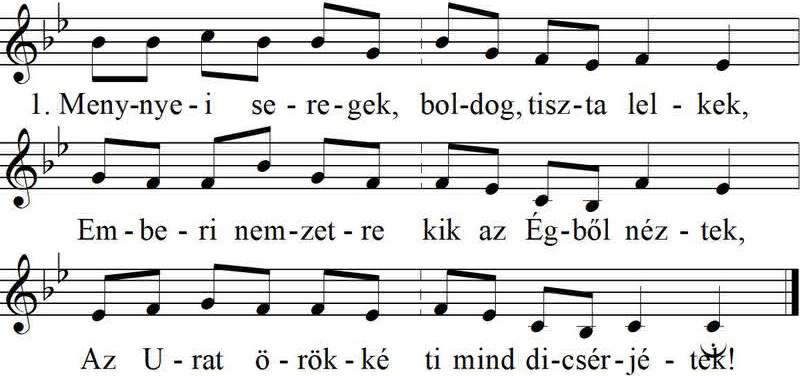 1. Meny-nye-i se-re-gek, bol-dog, tisz-ta lel-kek,
Em-be-ri nem-zet-re kik az Ég-ből néz-tek,
Az U-rat ö-rök-ké ti mind di-csér-jé-tek!